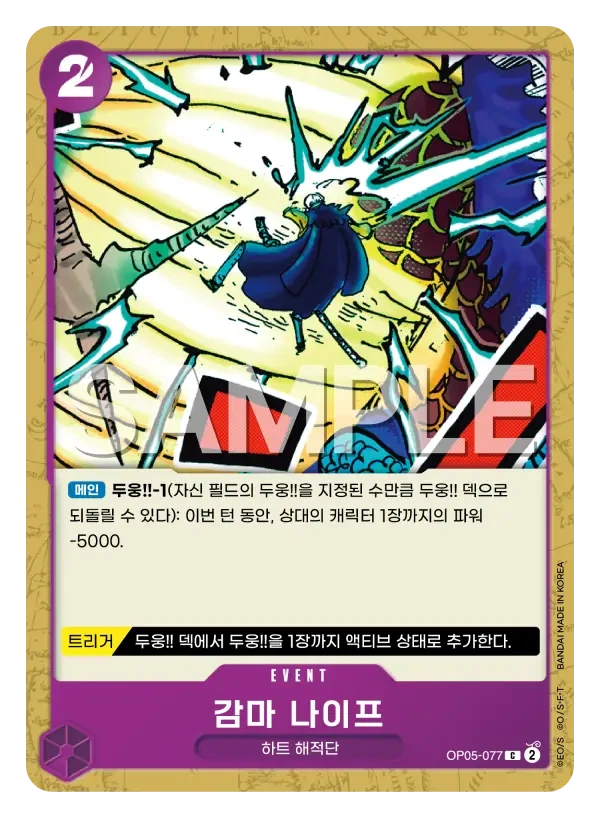 2
SAMPLE
메인 두웅!!-1(자신 필드의 두웅!!을 지정된 수만큼 두웅!! 덱으로
되돌릴 수 있다): 이번 턴 동안, 상대의 캐릭터 1장까지의 파워
-5000.
트리거 두웅!! 덱에서 두웅!!을 1장까지 액티브 상태로 추가한다.
EVENT
감마 나이프
하트 해적단
OP05-077 C 2
©E.O/S. ©O/S·F·T BANDAI MADE IN KOREA